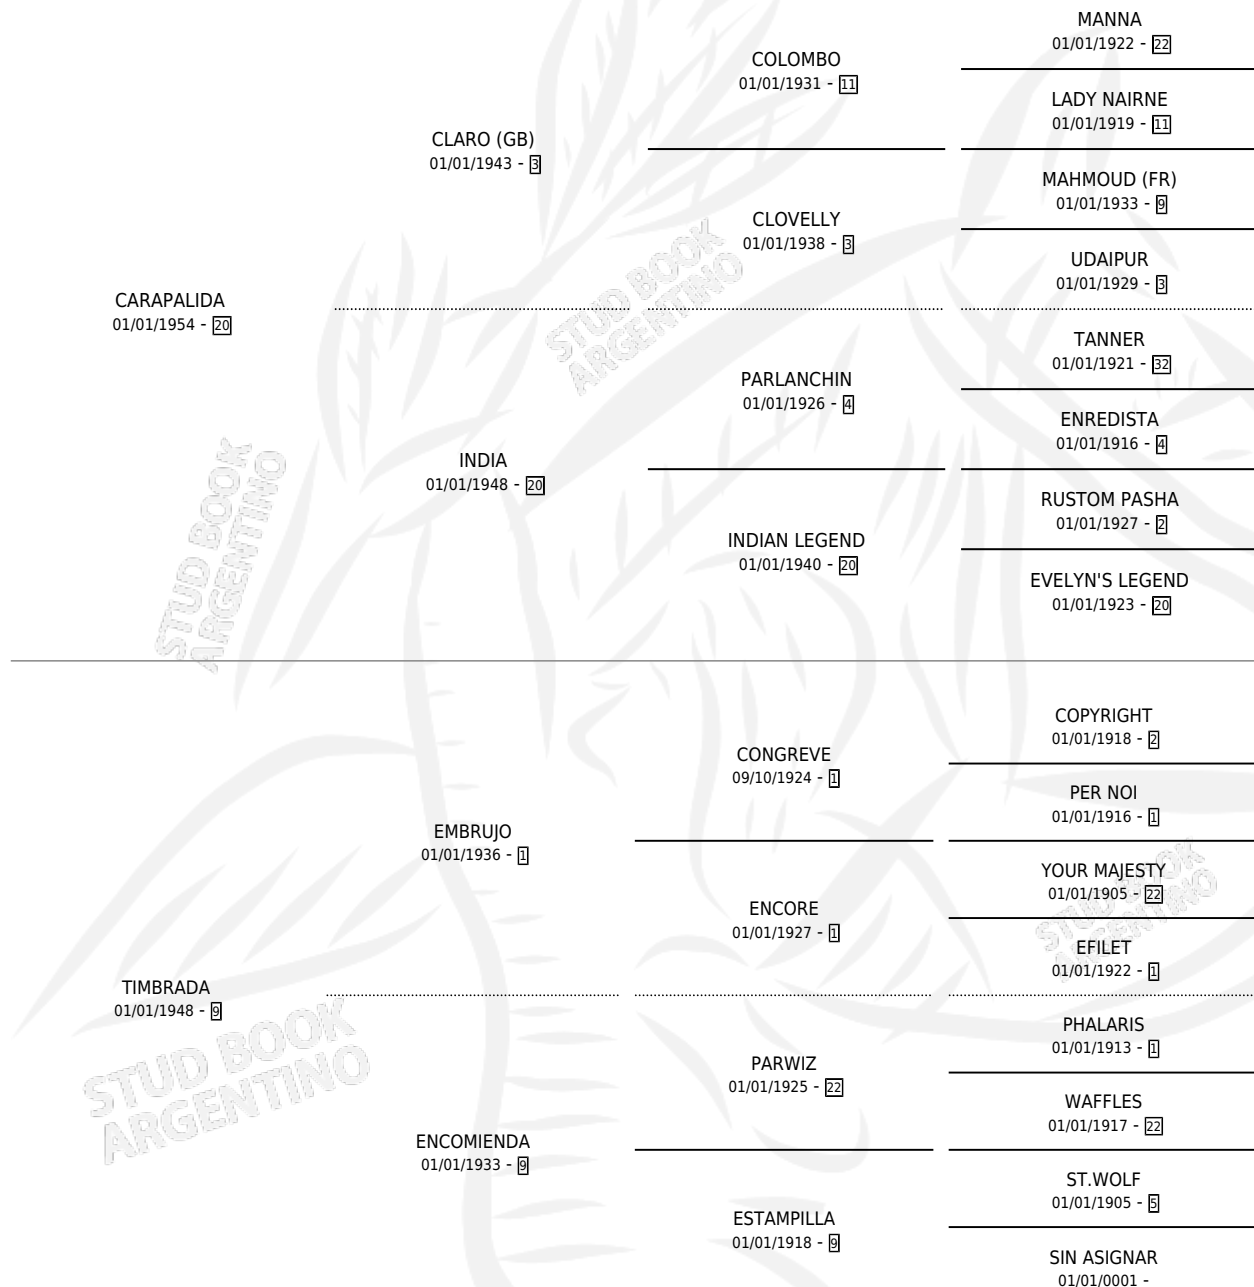 MANNA
01/01/1922 - 22
COLOMBO
01/01/1931 - 11
LADY NAIRNE
01/01/1919 - 11
CLARO (GB)
01/01/1943 - 3
MAHMOUD (FR)
01/01/1933 - 9
CLOVELLY
01/01/1938 - 3
UDAIPUR
01/01/1929 - 3
CARAPALIDA
01/01/1954 - 20
TANNER
01/01/1921 - 32
PARLANCHIN
01/01/1926 - 4
ENREDISTA
01/01/1916 - 4
INDIA
01/01/1948 - 20
RUSTOM PASHA
01/01/1927 - 2
INDIAN LEGEND
01/01/1940 - 20
EVELYN'S LEGEND
01/01/1923 - 20
STUD BOOK
ARGENTINO
STUD BOOK
ARGENTINO
COPYRIGHT
01/01/1918 - 2
CONGREVE
09/10/1924 - 1
PER NOI
01/01/1916 - 1
EMBRUJO
01/01/1936 - 1
YOUR MAJESTY
01/01/1905 - 22
ENCORE
01/01/1927 - 1
EFILET
01/01/1922 - 1
STUD BOOK
ARGENTINO
TIMBRADA
01/01/1948 - 9
PHALARIS
01/01/1913 - 1
PARWIZ
01/01/1925 - 22
WAFFLES
01/01/1917 - 22
ENCOMIENDA
01/01/1933 - 9
ST.WOLF
01/01/1905 - 5
ESTAMPILLA
01/01/1918 - 9
SIN ASIGNAR
01/01/0001 -
STUD BOOK
ARGENTINO